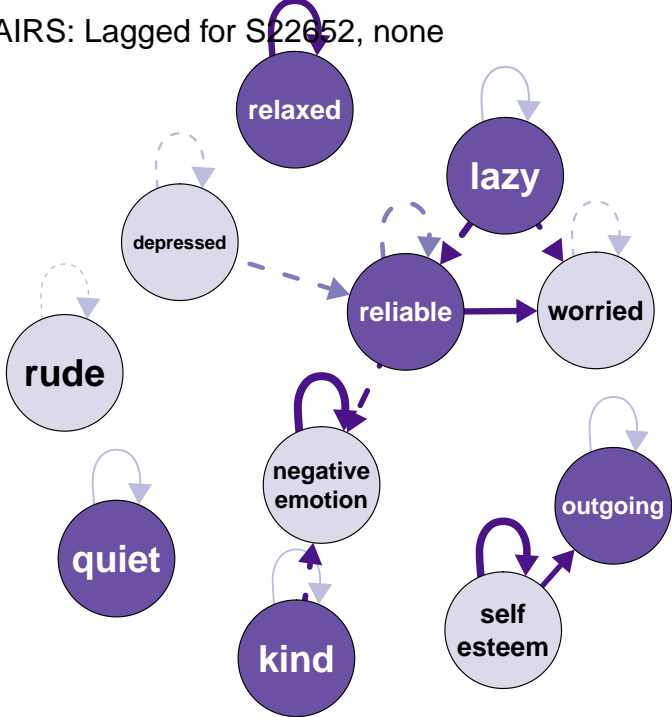 AIRS: Lagged for S22652, none
relaxed
lazy
depressed
reliable
worried
rude
negative
emotion
outgoing
quiet
self
esteem
kind